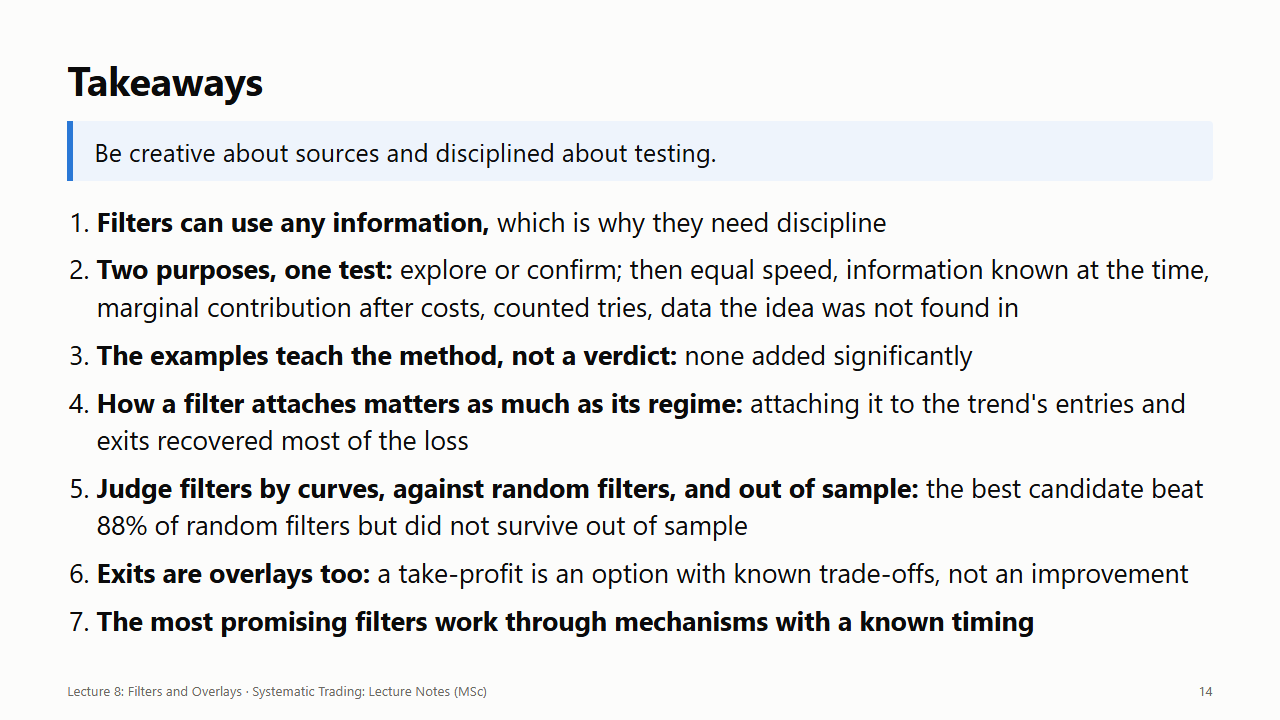 Takeaways
Be creative about sources and disciplined about testing.
1. Filters can use any information, which is why they need discipline
2. Two purposes, one test: explore or confirm; then equal speed, information known at the time,
marginal contribution after costs, counted tries, data the idea was not found in
3. The examples teach the method, not a verdict: none added significantly
4. How a filter attaches matters as much as its regime: attaching it to the trend's entries and
exits recovered most of the loss
5. Judge filters by curves, against random filters, and out of sample: the best candidate beat
88% of random filters but did not survive out of sample
6. Exits are overlays too: a take-profit is an option with known trade-offs, not an improvement
7. The most promising filters work through mechanisms with a known timing
Lecture 8: Filters and Overlays · Systematic Trading: Lecture Notes (MSc)
14